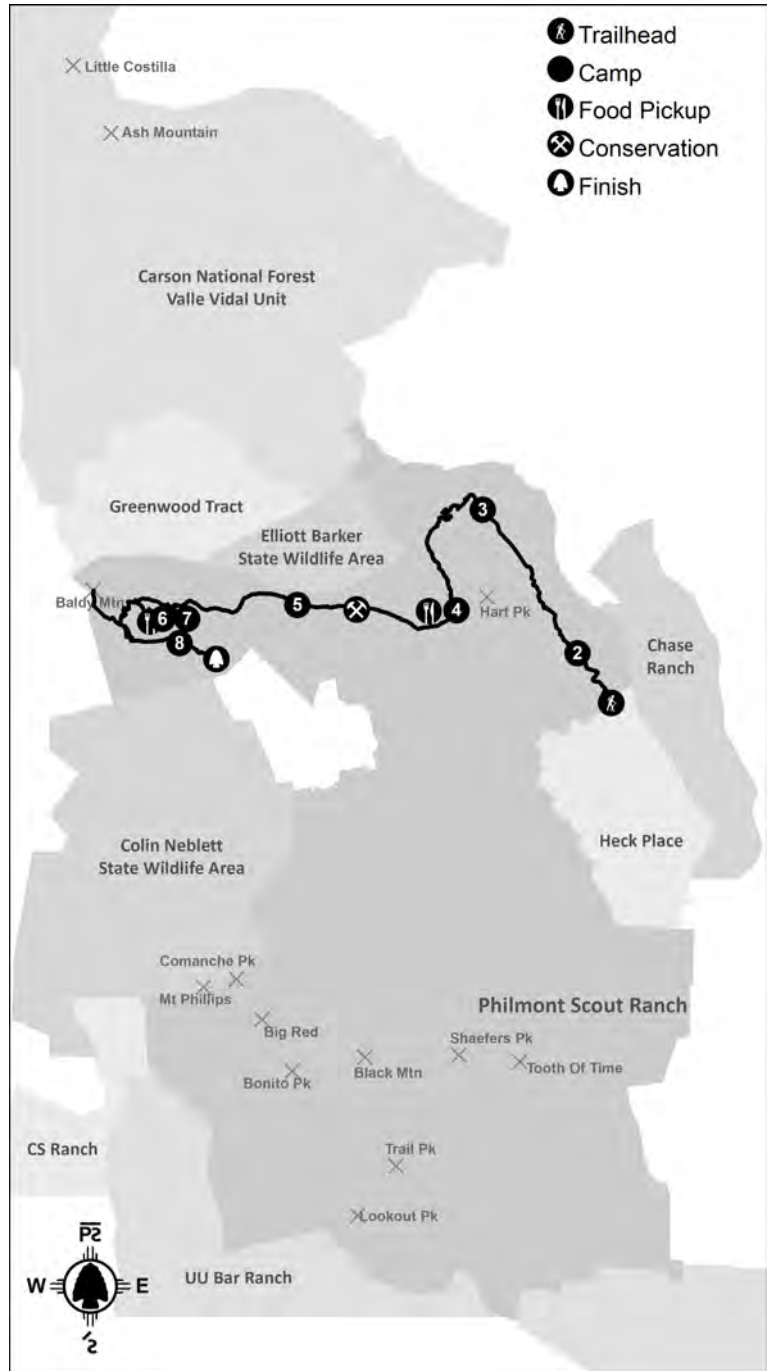 Trailhead
Camp
Food Pickup
Conservation
Finish
Little Costilla
Ash Mountain
Carson National Forest
Valle Vidal Unit
Greenwood Tract
Elliott Barker
State Wildlife Area
3
Baldy Mtn
6
7
5
4
Hart Pk
8
2
Chase
Ranch
Heck Place
Colin Neblett
State Wildlife Area
Comanche Pk
Mt Phillips
Philmont Scout Ranch
Big Red
Shaefers Pk
Bonito Pk
Black Mtn
Tooth Of Time
CS Ranch
Trail Pk
Lookout Pk
UU Bar Ranch
W
E